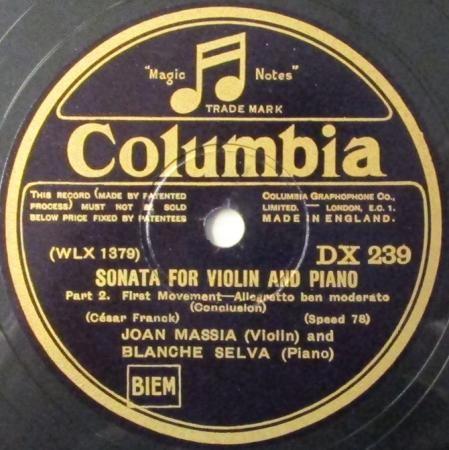 "Magic Notes"
TRADE MARK
Columbia
THIS RECORD (MADE BY PATENTED
PROCESS) MUST NOT BE SOLD
BELOW PRICE FIXED BY PATENTEES
COLUMBIA GRAPHOPHONE CO.,
LIMITED. — LONDON, E.C. 1.
MADE IN ENGLAND.
(WLX 1379)
DX 239
SONATA FOR VIOLIN AND PIANO
Part 2. First Movement—Allegretto ben moderato
(Conclusion)
(César Franck) (Speed 78)
JOAN MASSIA (Violin) and
BLANCHE SELVA (Piano)
BIEM